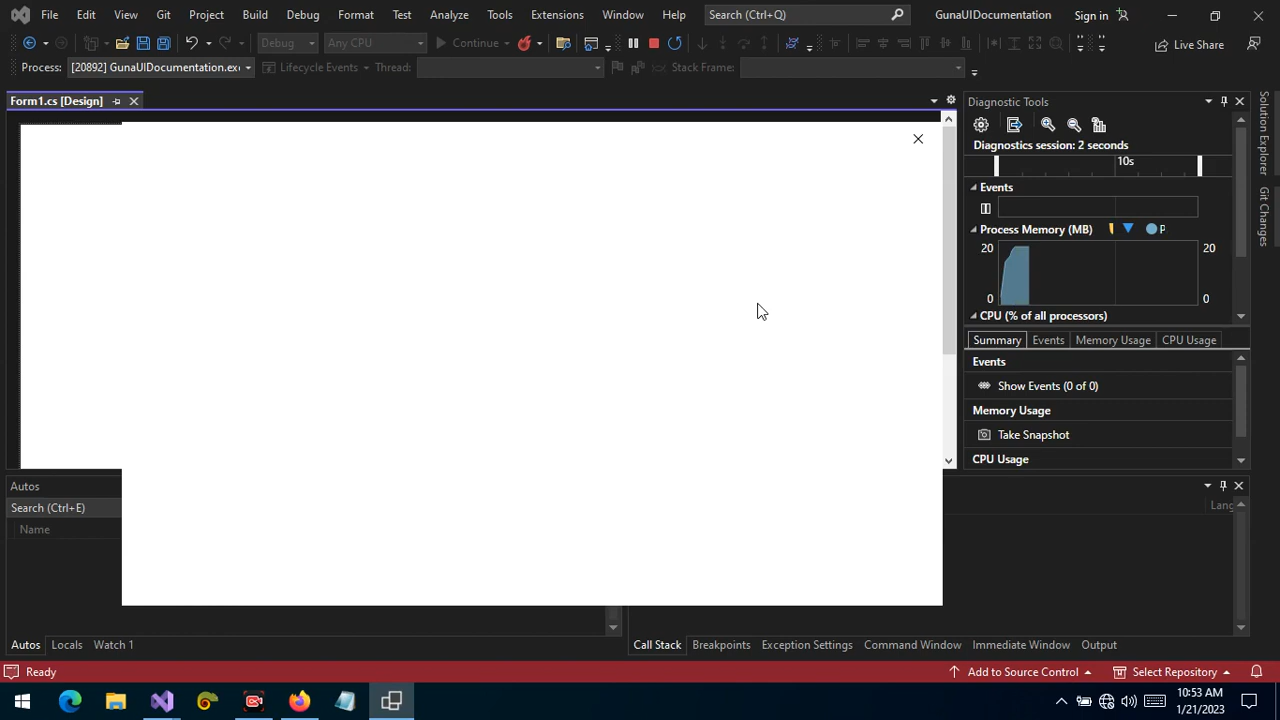 File Edit View Git Project Build Debug Format Test Analyze Tools Extensions Window Help Search (Ctrl+Q) GunaUIDocumentation Sign in
Debug Any CPU Continue Live Share
Process: [20892] GunaUIDocumentation.exe Lifecycle Events Thread: Stack Frame:
Form1.cs [Design]
Diagnostic Tools
Diagnostics session: 2 seconds
10s
Events
Process Memory (MB) P
20 20
0 0
CPU (% of all processors)
Summary Events Memory Usage CPU Usage
Events
Show Events (0 of 0)
Memory Usage
Take Snapshot
CPU Usage
Solution Explorer
Git Changes
Autos
Search (Ctrl+E)
Name
Lang
Autos Locals Watch 1
Call Stack Breakpoints Exception Settings Command Window Immediate Window Output
Ready Add to Source Control Select Repository
10:53 AM
1/21/2023